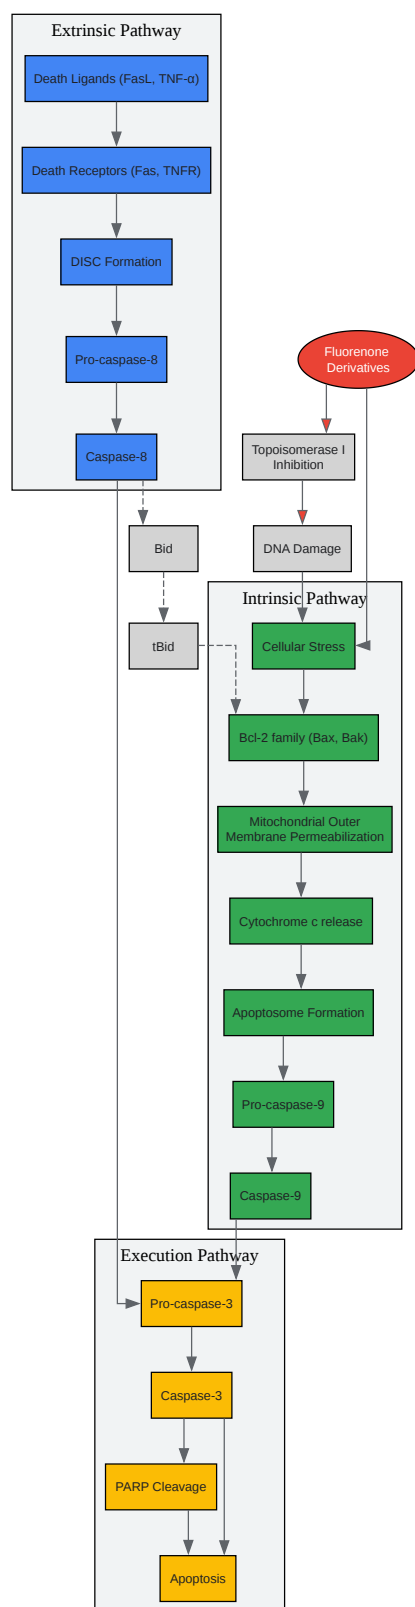 Extrinsic Pathway
Death Ligands (FasL, TNF-α)
Death Receptors (Fas, TNFR)
DISC Formation
Pro-caspase-8
Caspase-8
Fluorenone
Derivatives
Topoisomerase I
Inhibition
DNA Damage
Bid
tBid
Intrinsic Pathway
Cellular Stress
Bcl-2 family (Bax, Bak)
Mitochondrial Outer
Membrane Permeabilization
Cytochrome c release
Apoptosome Formation
Pro-caspase-9
Caspase-9
Execution Pathway
Pro-caspase-3
Caspase-3
PARP Cleavage
Apoptosis